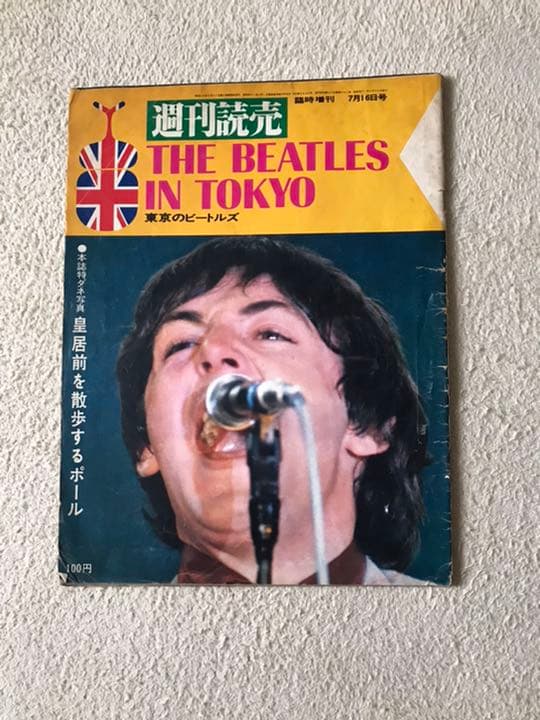 週刊読売
臨時増刊 7月16日号
THE BEATLES
IN TOKYO
東京のビートルズ
●本誌特ダネ写真
皇居前を散歩するポール
100円